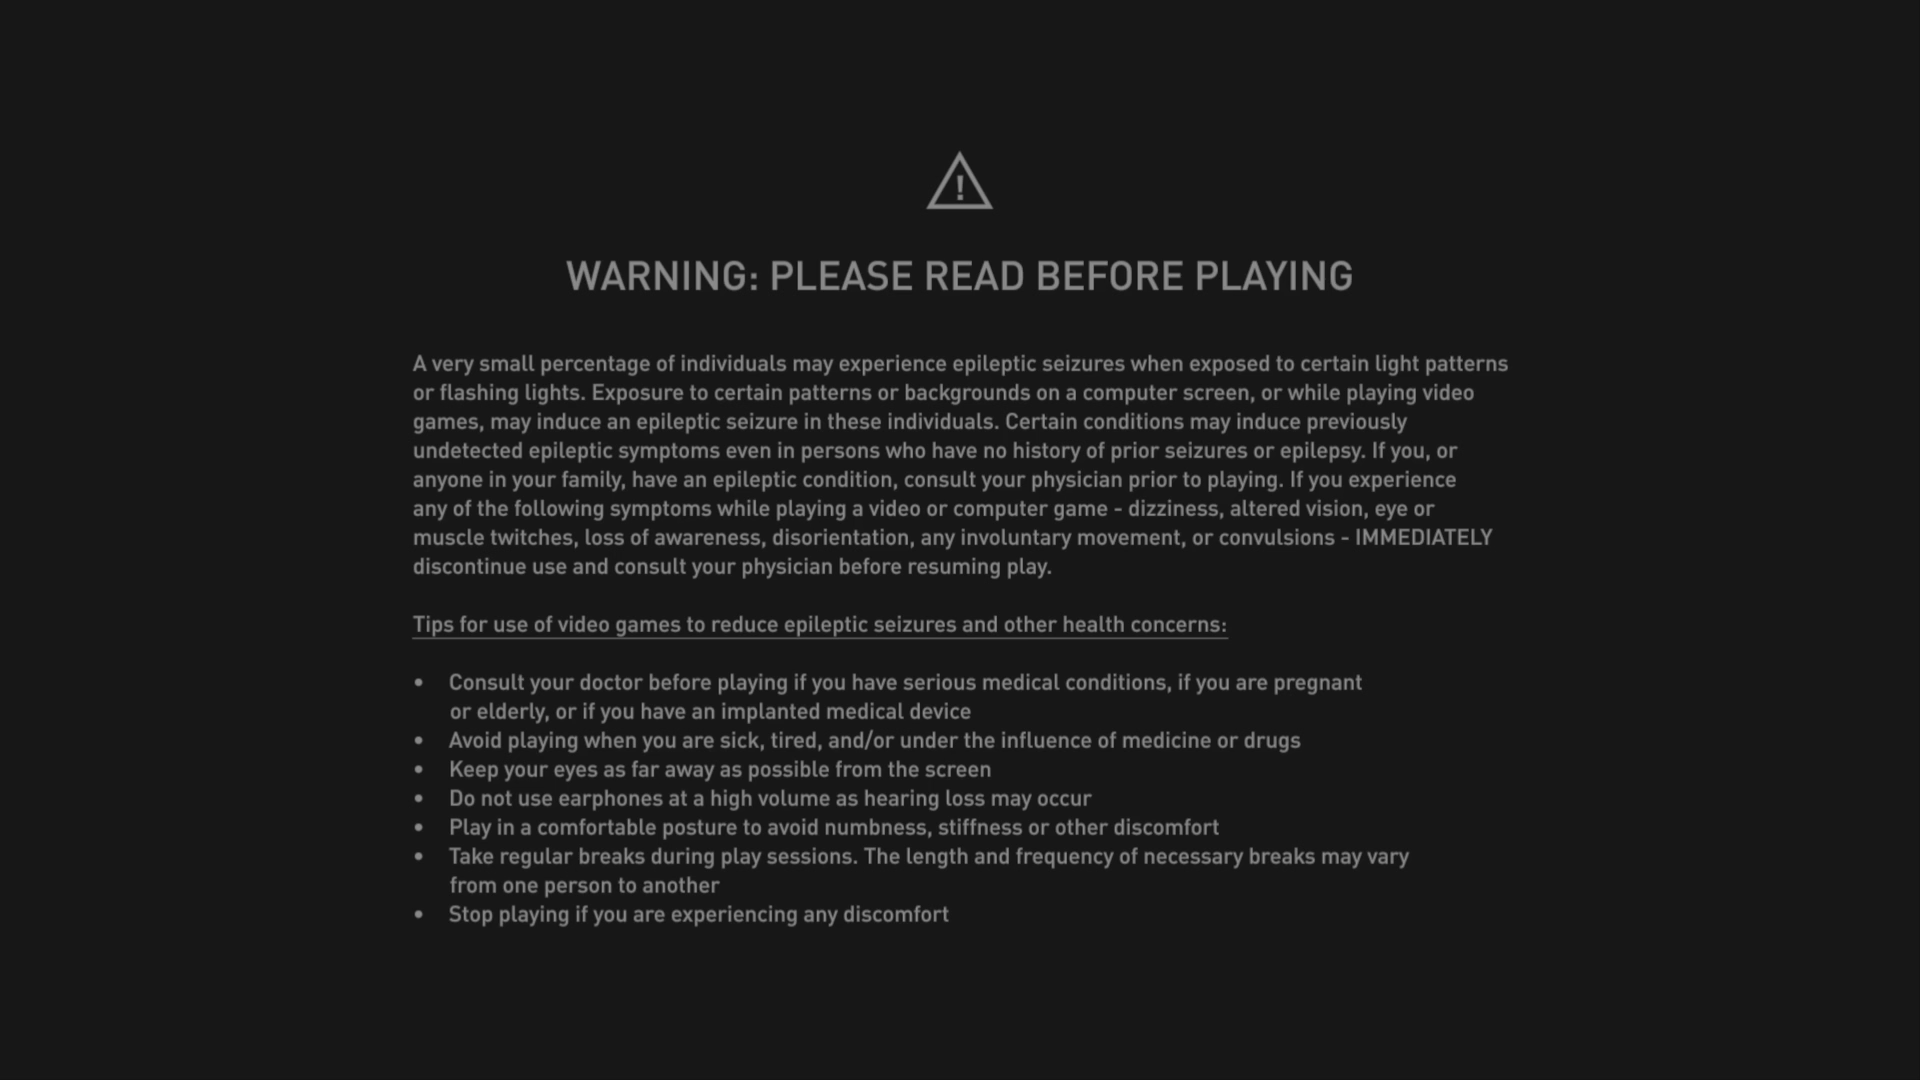 !
WARNING: PLEASE READ BEFORE PLAYING
A very small percentage of individuals may experience epileptic seizures when exposed to certain light patterns
or flashing lights. Exposure to certain patterns or backgrounds on a computer screen, or while playing video
games, may induce an epileptic seizure in these individuals. Certain conditions may induce previously
undetected epileptic symptoms even in persons who have no history of prior seizures or epilepsy. If you, or
anyone in your family, have an epileptic condition, consult your physician prior to playing. If you experience
any of the following symptoms while playing a video or computer game - dizziness, altered vision, eye or
muscle twitches, loss of awareness, disorientation, any involuntary movement, or convulsions - IMMEDIATELY
discontinue use and consult your physician before resuming play.
Tips for use of video games to reduce epileptic seizures and other health concerns:
• Consult your doctor before playing if you have serious medical conditions, if you are pregnant
or elderly, or if you have an implanted medical device
• Avoid playing when you are sick, tired, and/or under the influence of medicine or drugs
• Keep your eyes as far away as possible from the screen
• Do not use earphones at a high volume as hearing loss may occur
• Play in a comfortable posture to avoid numbness, stiffness or other discomfort
• Take regular breaks during play sessions. The length and frequency of necessary breaks may vary
from one person to another
• Stop playing if you are experiencing any discomfort